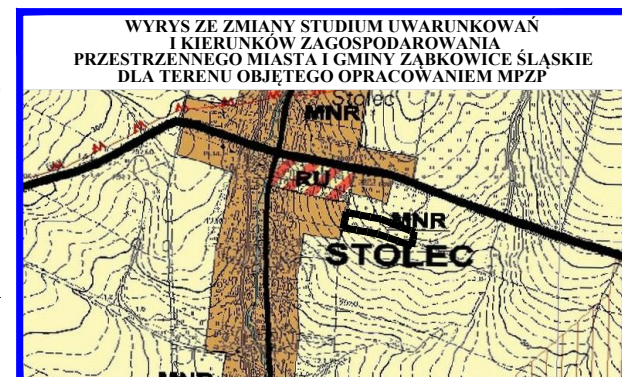 WYRYS ZE ZMIANY STUDIUM UWARUNKOWAŃ
I KIERUNKÓW ZAGOSPODAROWANIA
PRZESTRZENNEGO MIASTA I GMINY ZĄBKOWICE ŚLĄSKIE
DLA TERENU OBJĘTEGO OPRACOWANIEM MPZP
Stolec
MNR
RU
MNR
STOLEC
MNR